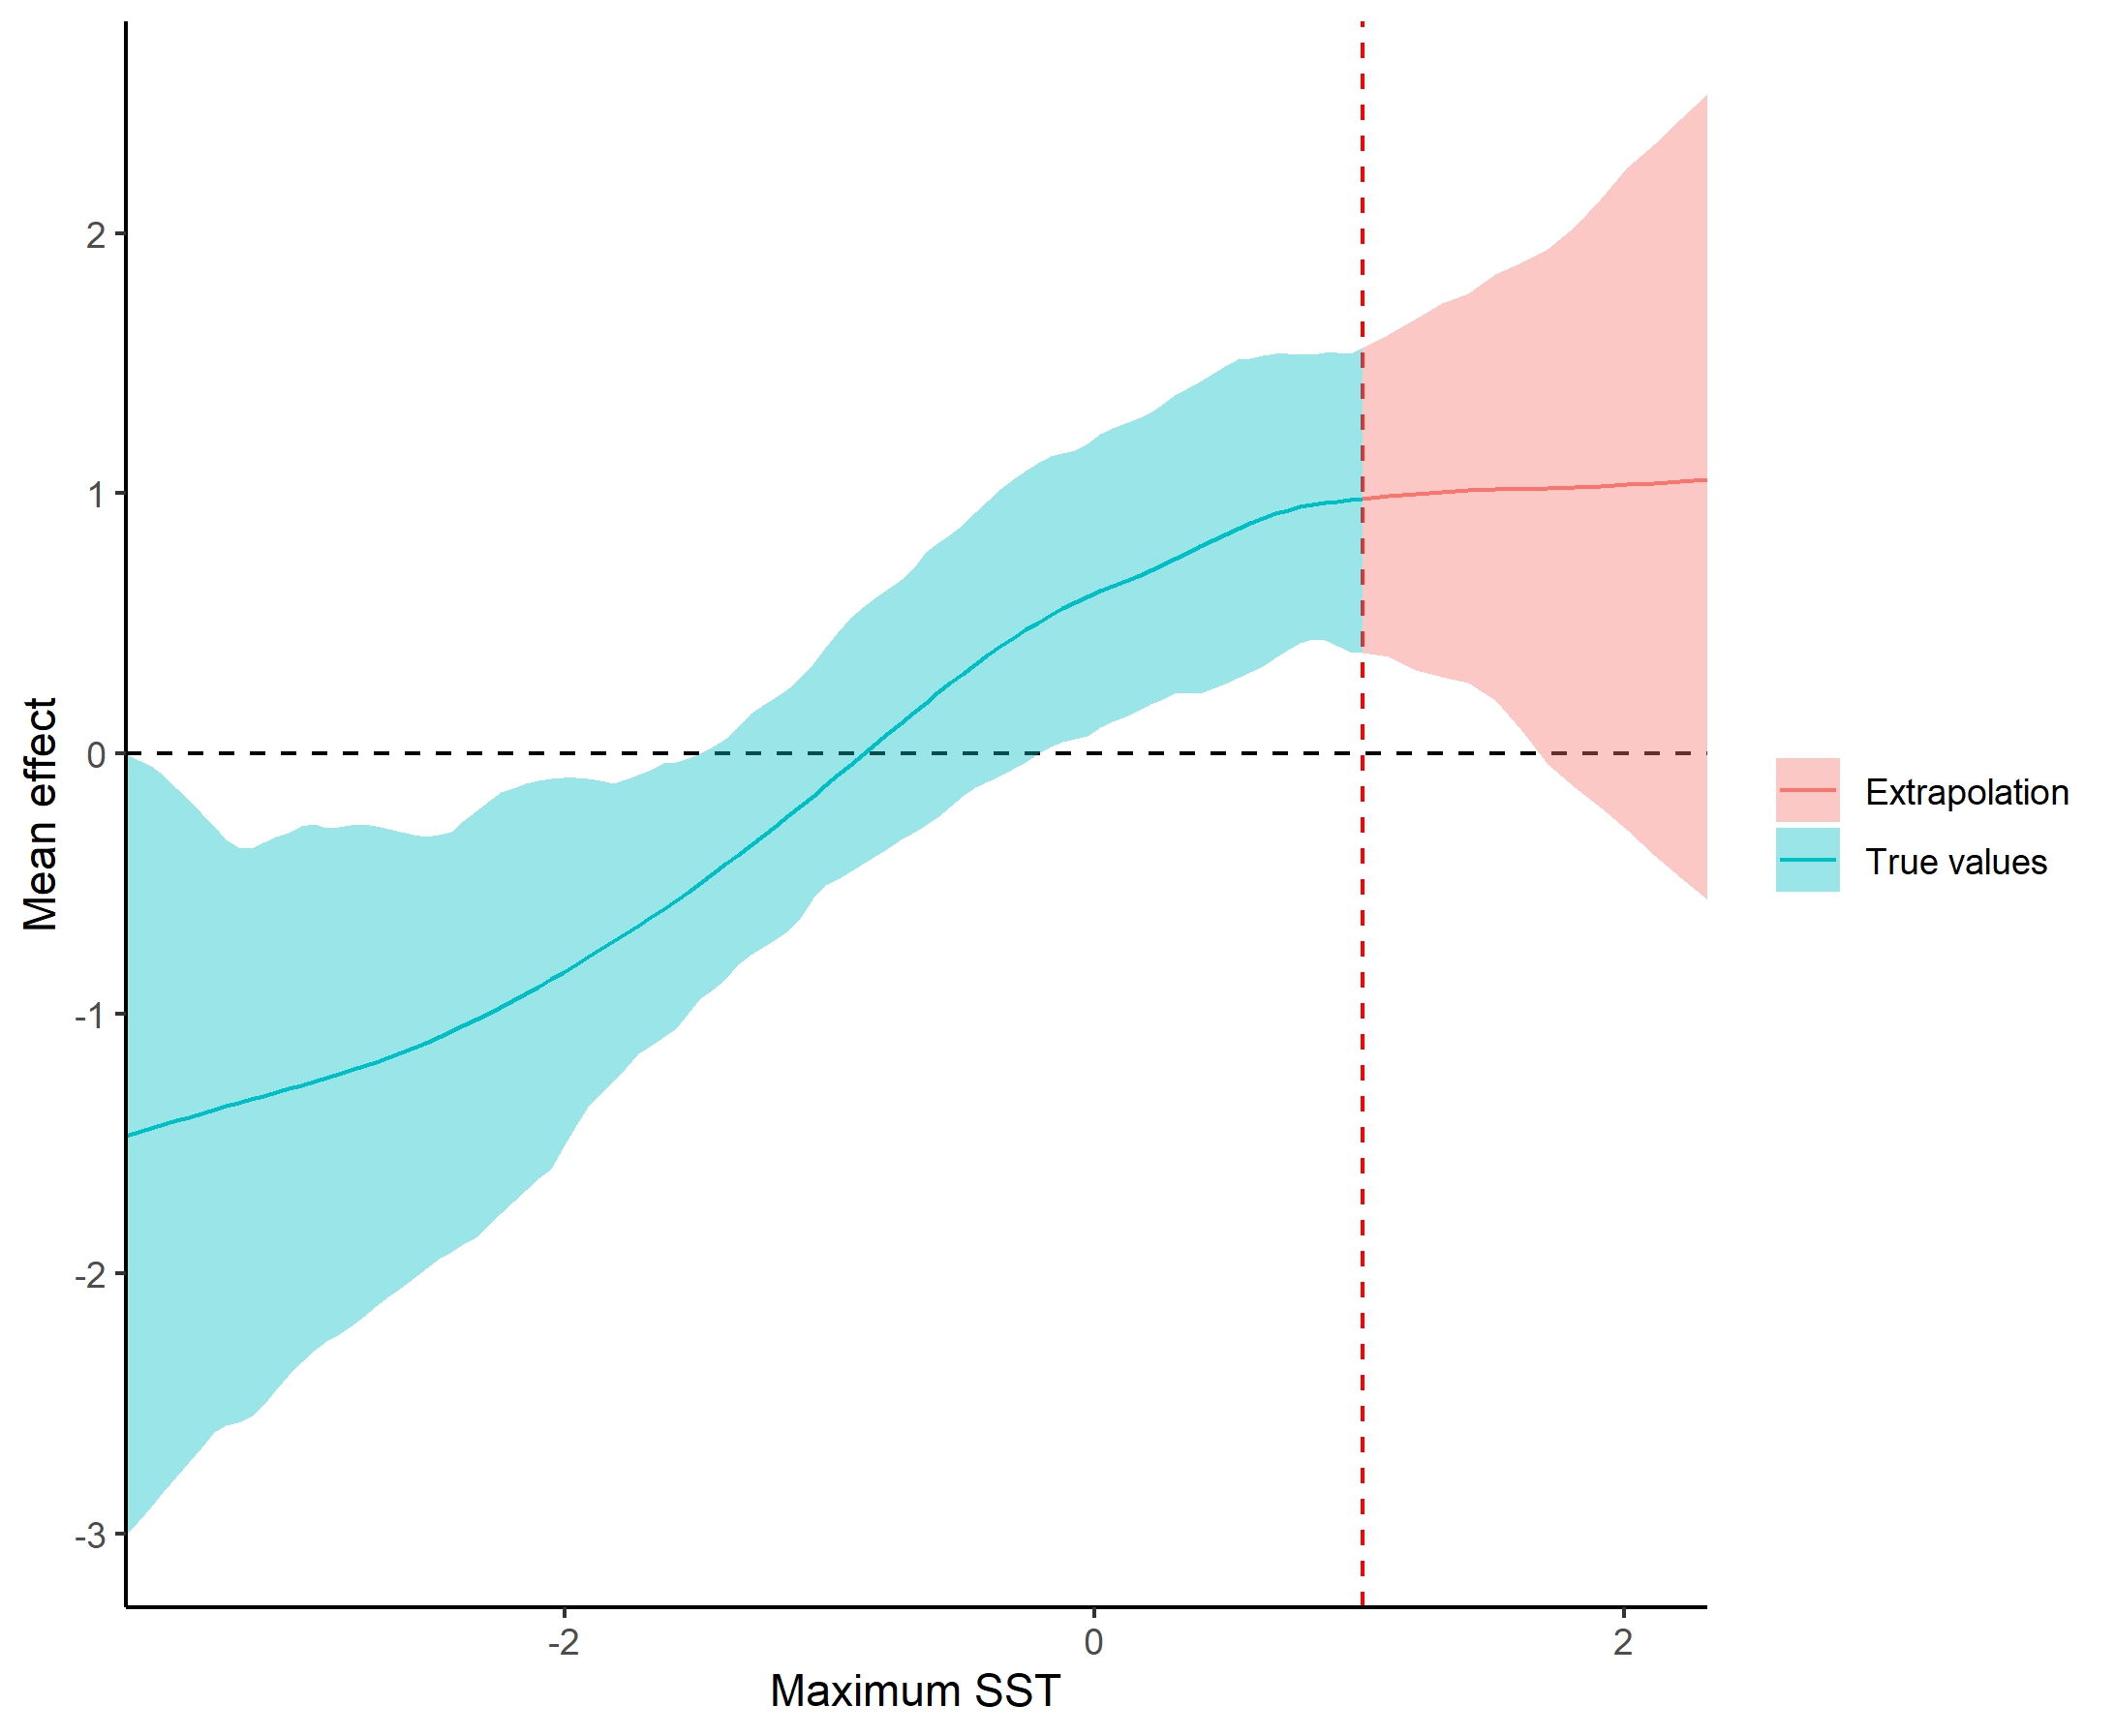 2
1
0
-1
-2
-3
Mean effect
-2 0 2
Maximum SST
Extrapolation
True values